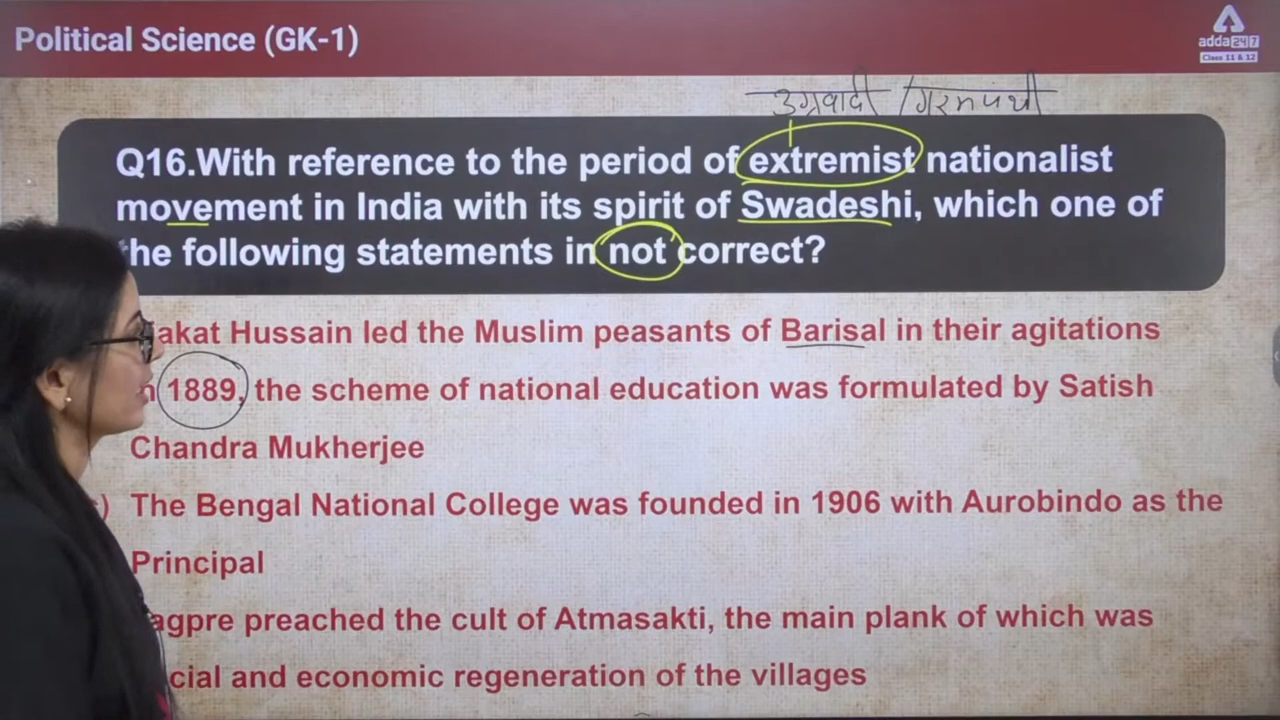 Political Science (GK-1)
adda247
Class 11 & 12
उग्रवादी / गरमपंथी
Q16.With reference to the period of extremist nationalist
movement in India with its spirit of Swadeshi, which one of
the following statements in not correct?
akat Hussain led the Muslim peasants of Barisal in their agitations
1889, the scheme of national education was formulated by Satish
Chandra Mukherjee
) The Bengal National College was founded in 1906 with Aurobindo as the
Principal
agpre preached the cult of Atmasakti, the main plank of which was
cial and economic regeneration of the villages